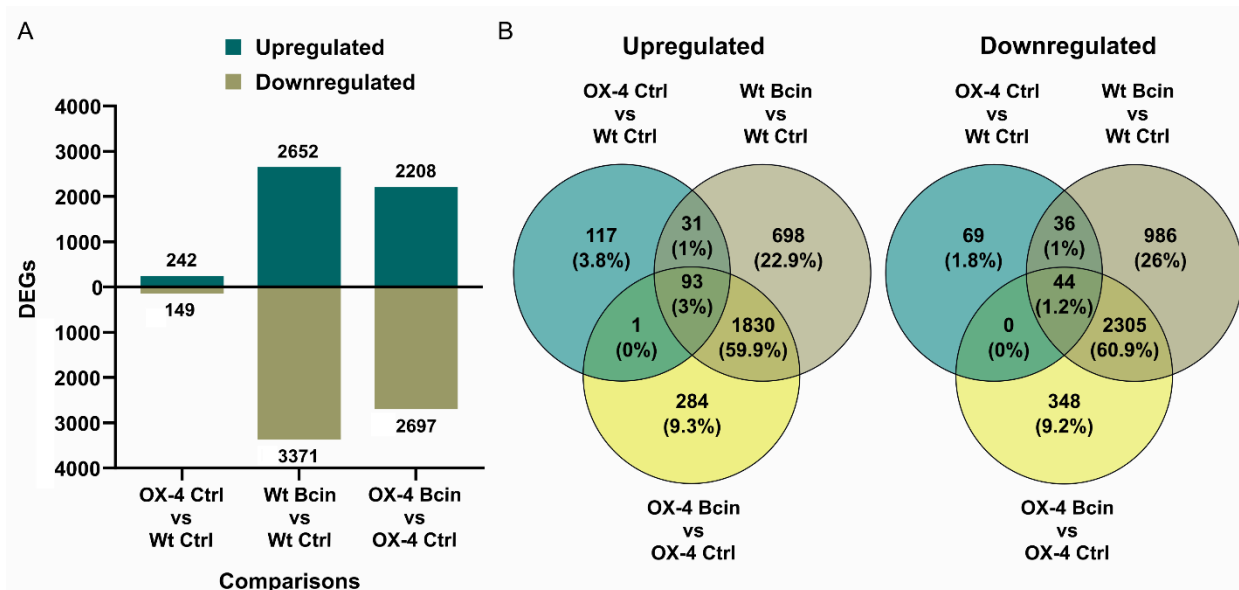 A
Upregulated
Downregulated
4000
3000
2000
1000
0
1000
2000
3000
4000
DEGs
242
149
2652
3371
2208
2697
OX-4 Ctrl
vs
Wt Ctrl
Wt Bcin
vs
Wt Ctrl
OX-4 Bcin
vs
OX-4 Ctrl
Comparisons
B
Upregulated
OX-4 Ctrl
vs
Wt Ctrl
Wt Bcin
vs
Wt Ctrl
117
(3.8%)
31
(1%)
698
(22.9%)
93
(3%)
1
(0%)
1830
(59.9%)
284
(9.3%)
OX-4 Bcin
vs
OX-4 Ctrl
Downregulated
OX-4 Ctrl
vs
Wt Ctrl
Wt Bcin
vs
Wt Ctrl
69
(1.8%)
36
(1%)
986
(26%)
44
(1.2%)
0
(0%)
2305
(60.9%)
348
(9.2%)
OX-4 Bcin
vs
OX-4 Ctrl